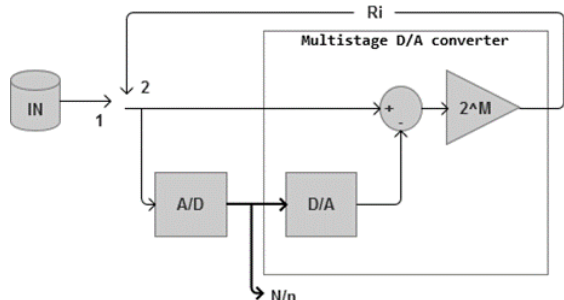 Ri
Multistage D/A converter
2
IN
1
+
-
2^M
A/D
D/A
N/n